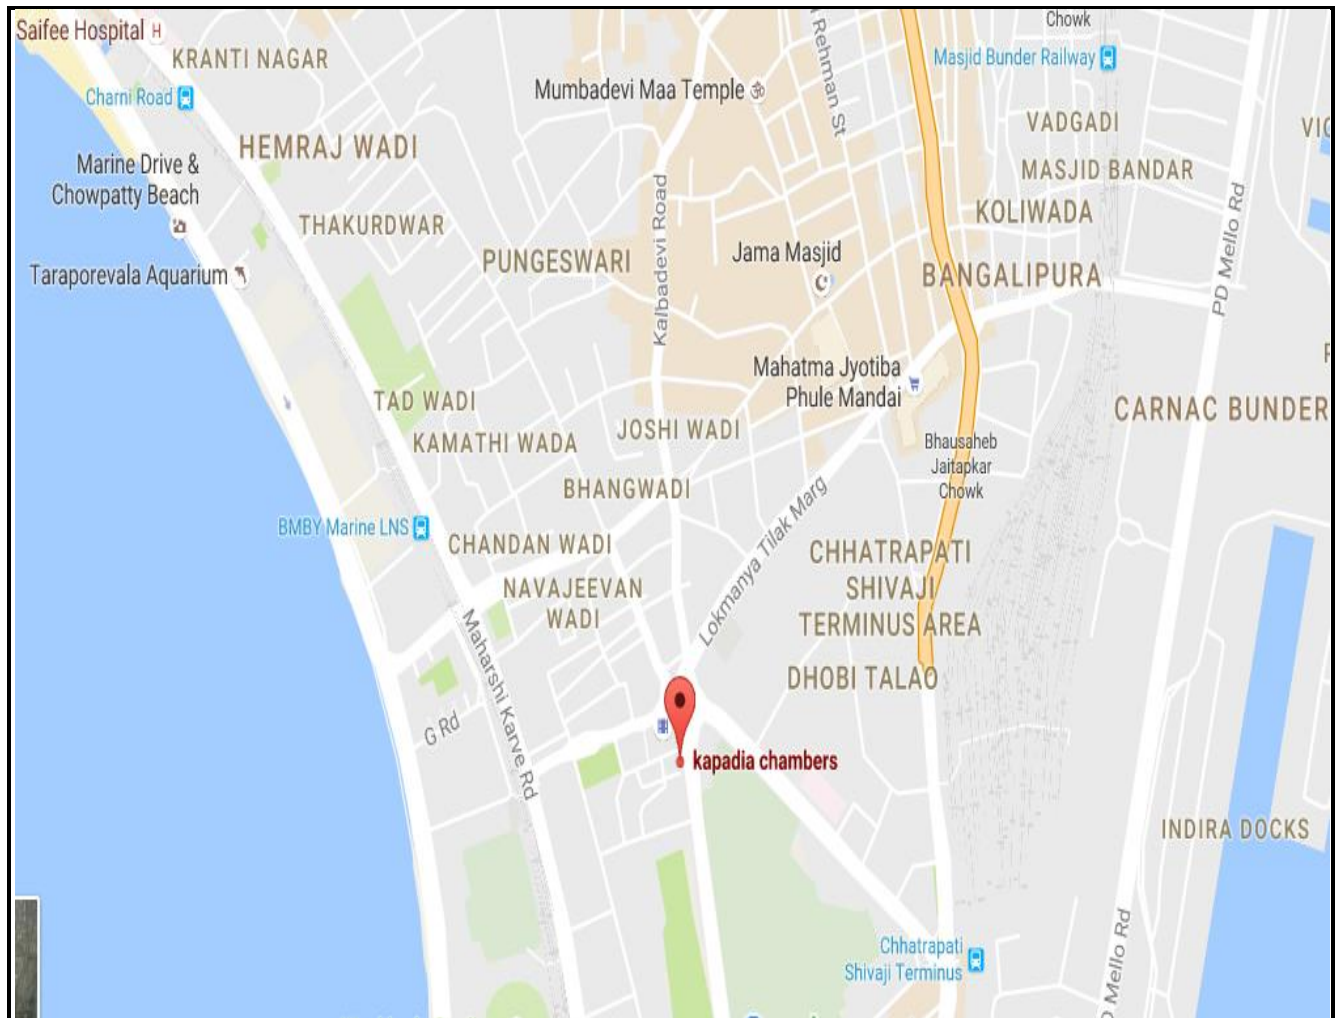 Saifee Hospital H
KRANTI NAGAR
Chowk
Masjid Bunder Railway
Charni Road
Mumbadevi Maa Temple
Rehman St
VADGADI
HEMRAJ WADI
Marine Drive &
Chowpatty Beach
MASJID BANDAR
KOLIWADA
THAKURDWAR
PUNGESWARI
Kalbadevi Road
Jama Masjid
PD Mello Rd
Taraporevala Aquarium
BANGALIPURA
Mahatma Jyotiba
Phule Mandai
TAD WADI
CARNAC BUNDER
KAMATHI WADA
JOSHI WADI
Bhausaheb
Jaitapkar
Chowk
BHANGWADI
BMBY Marine LNS
CHANDAN WADI
Lokmanya Tilak Marg
CHHATRAPATI
SHIVAJI
TERMINUS AREA
NAVAJEEVAN
WADI
Maharshi Karve Rd
DHOBI TALAO
G Rd
kapadia chambers
INDIRA DOCKS
Chhatrapati
Shivaji Terminus
Mello Rd